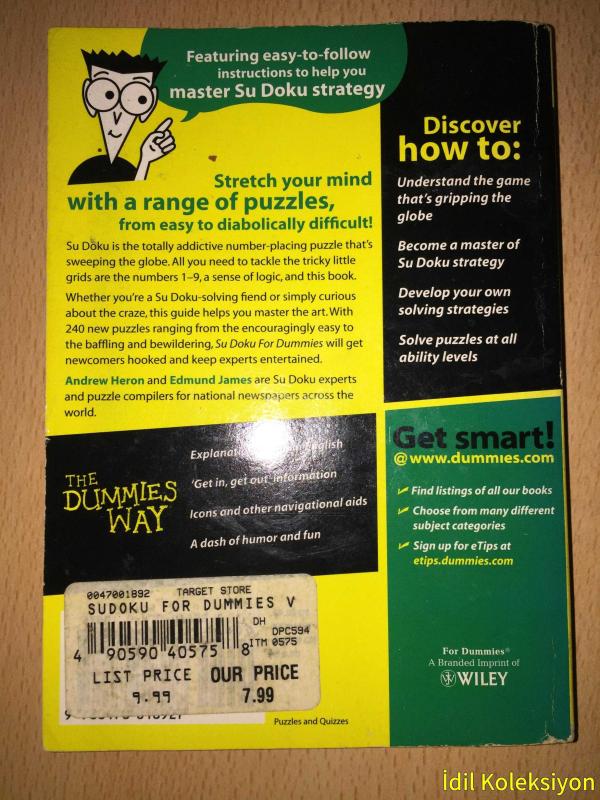 Featuring easy-to-follow
instructions to help you
master Su Doku strategy
Stretch your mind
with a range of puzzles,
from easy to diabolically difficult!
Su Doku is the totally addictive number-placing puzzle that's
sweeping the globe. All you need to tackle the tricky little
grids are the numbers 1–9, a sense of logic, and this book.
Whether you're a Su Doku-solving fiend or simply curious
about the craze, this guide helps you master the art. With
240 new puzzles ranging from the encouragingly easy to
the baffling and bewildering, Su Doku For Dummies will get
newcomers hooked and keep experts entertained.
Andrew Heron and Edmund James are Su Doku experts
and puzzle compilers for national newspapers across the
world.
Discover
how to:
Understand the game
that's gripping the
globe
Become a master of
Su Doku strategy
Develop your own
solving strategies
Solve puzzles at all
ability levels
THE
DUMMIES
WAY
'Get in, get out' information
Icons and other navigational aids
A dash of humor and fun
Get smart!
@www.dummies.com
Find listings of all our books
Choose from many different
subject categories
Sign up for eTips at
etips.dummies.com
0047001892 TARGET STORE
SUDOKU FOR DUMMIES V
DH
DPC594
4 90590 40575 8 ITM 0575
LIST PRICE OUR PRICE
9.99 7.99
Puzzles and Quizzes
For Dummies®
A Branded Imprint of
WILEY
İdil Koleksiyon